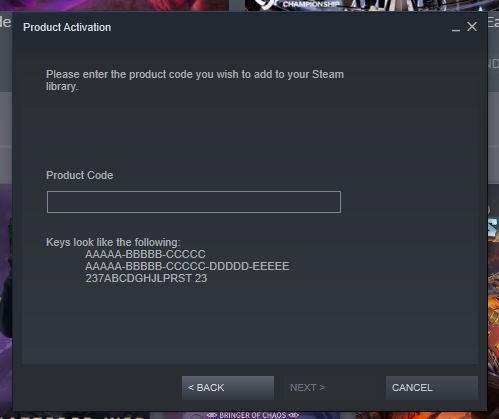 CHAMPIONSHIP
Product Activation
Please enter the product code you wish to add to your Steam
library.
Product Code
Keys look like the following:
AAAAA-BBBBB-CCCCC
AAAAA-BBBBB-CCCCC-DDDDD-EEEEE
237ABCDGHJLPRST 23
< BACK
NEXT >
CANCEL
BRINGER OF CHAOS